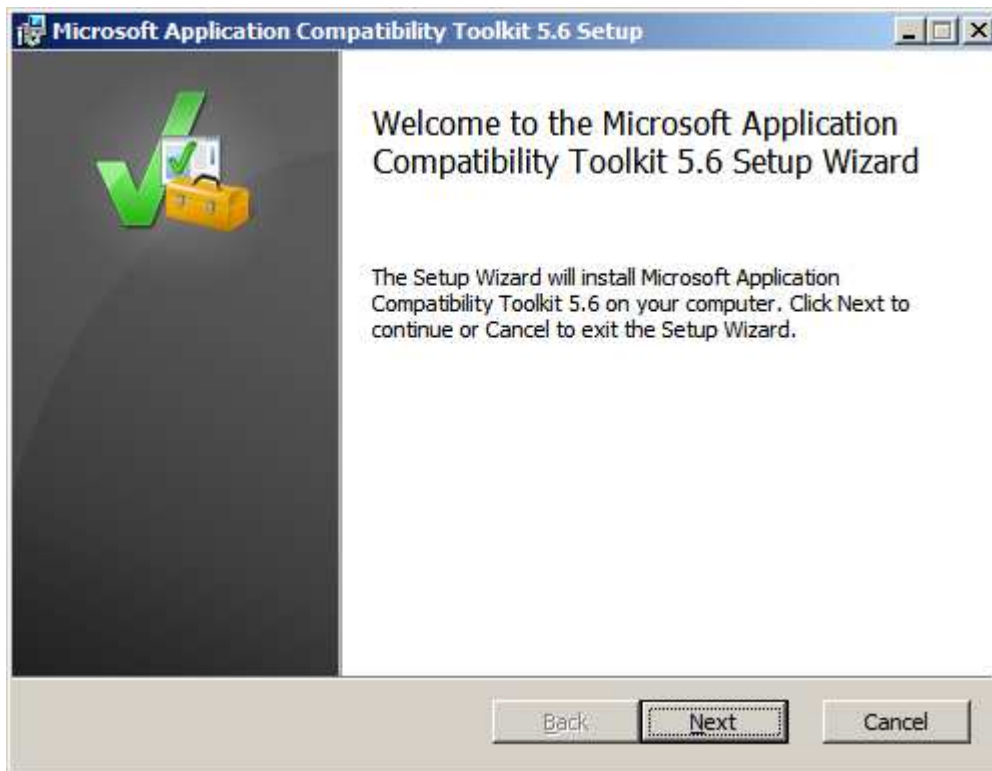 Microsoft Application Compatibility Toolkit 5.6 Setup
Welcome to the Microsoft Application
Compatibility Toolkit 5.6 Setup Wizard
The Setup Wizard will install Microsoft Application
Compatibility Toolkit 5.6 on your computer. Click Next to
continue or Cancel to exit the Setup Wizard.
Back Next Cancel